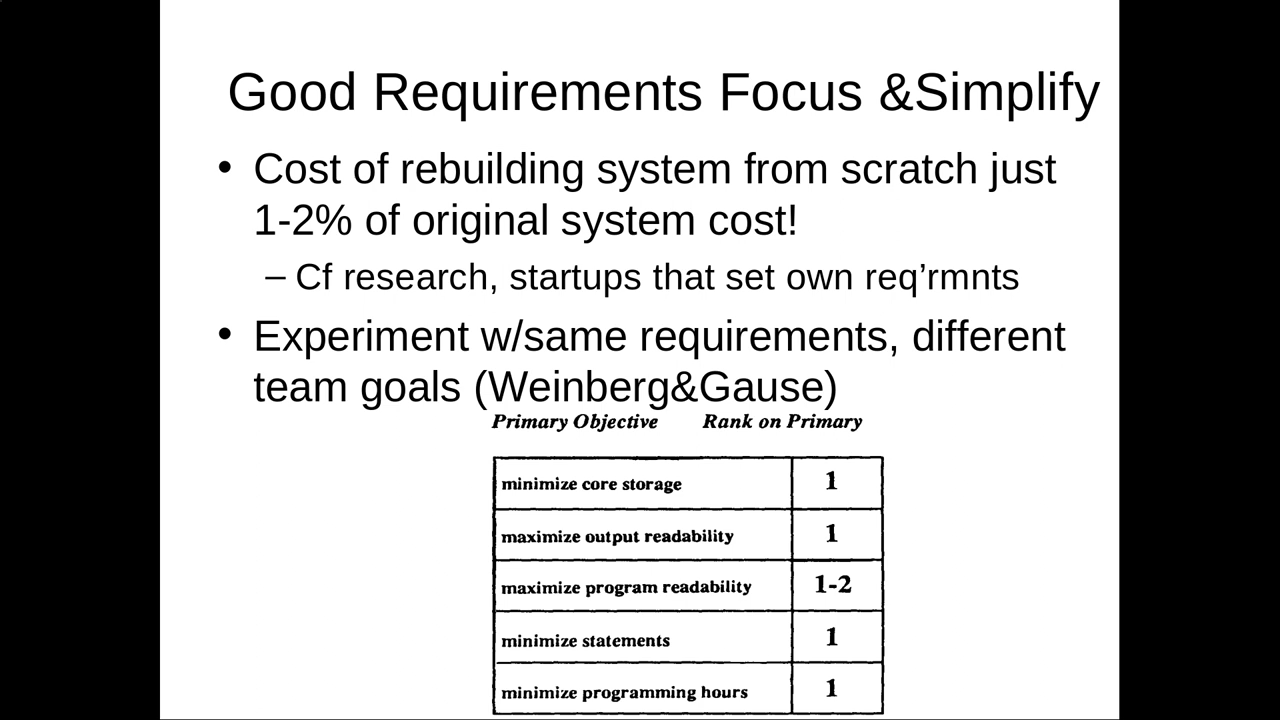 Good Requirements Focus &Simplify
• Cost of rebuilding system from scratch just
1-2% of original system cost!
– Cf research, startups that set own req’rmnts
• Experiment w/same requirements, different
team goals (Weinberg&Gause)
Primary Objective Rank on Primary
minimize core storage 1
maximize output readability 1
maximize program readability 1-2
minimize statements 1
minimize programming hours 1